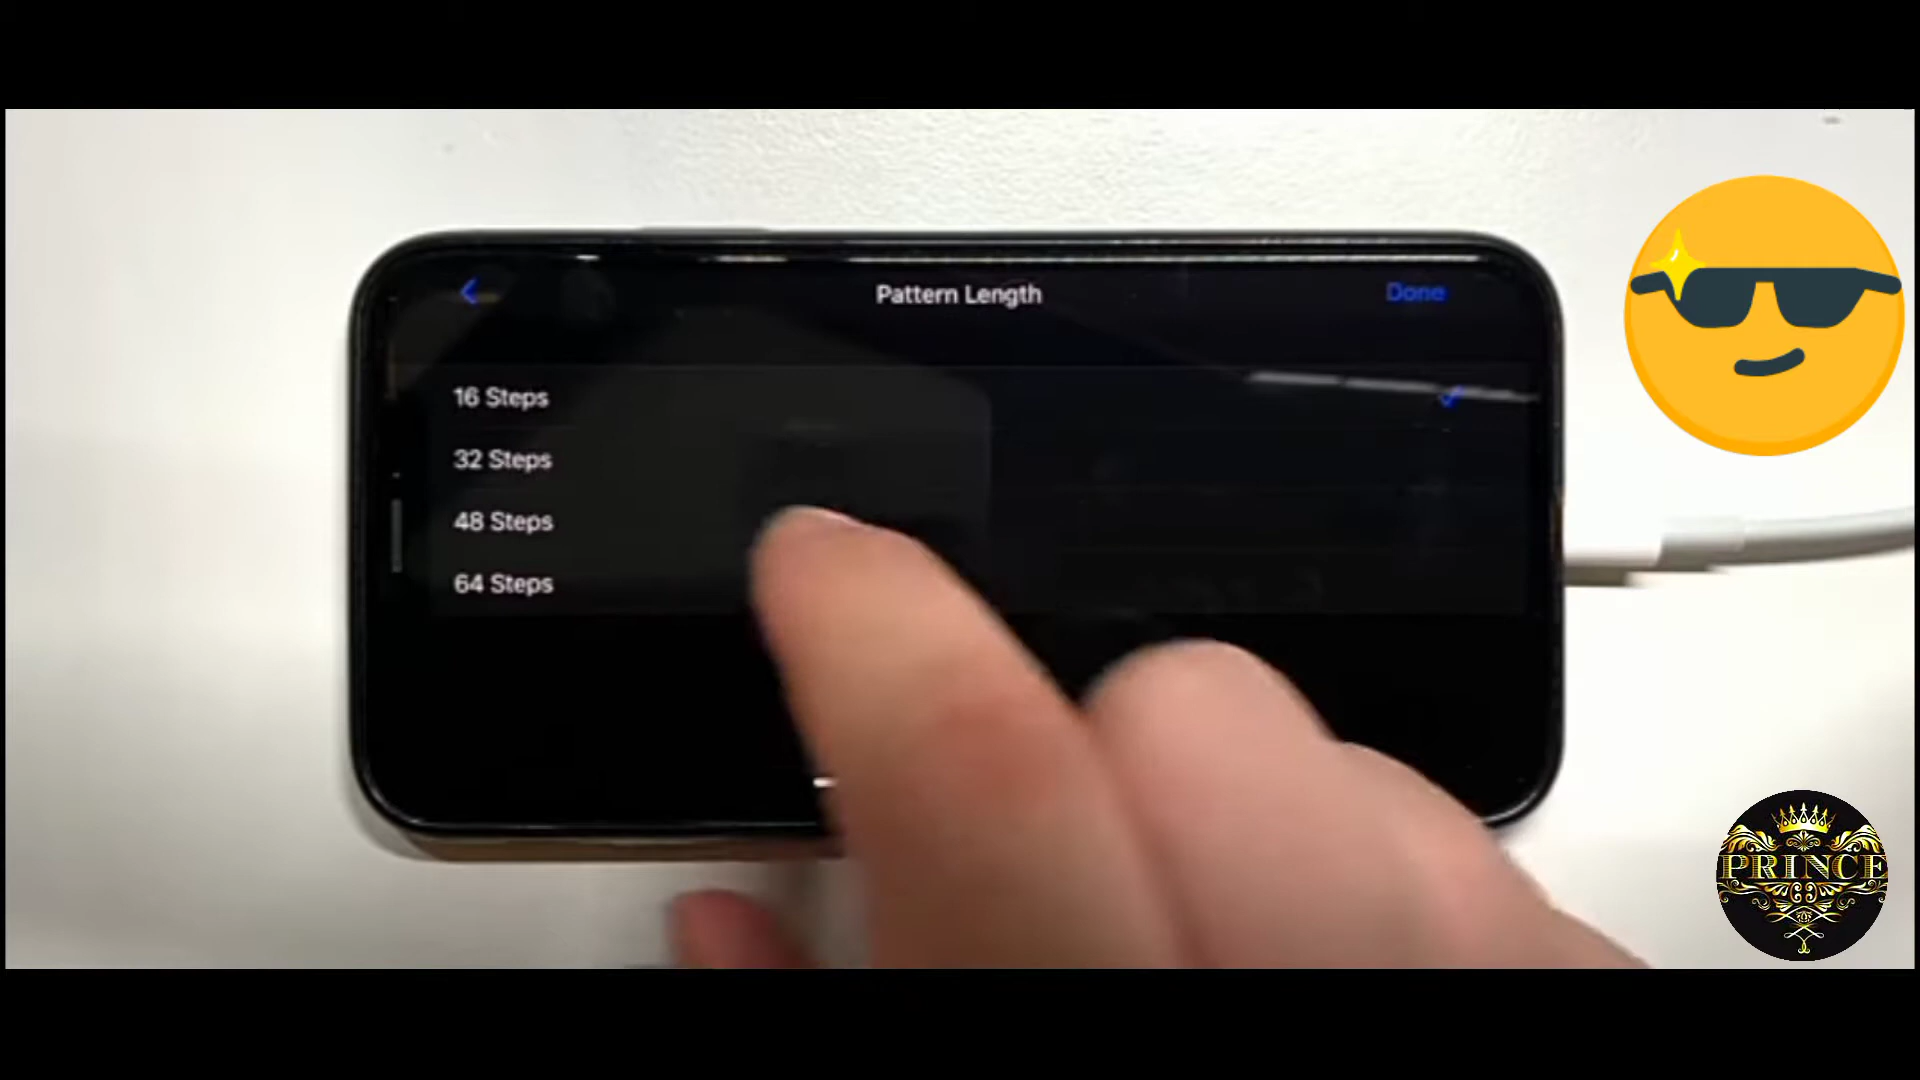 Pattern Length
Done
16 Steps
32 Steps
48 Steps
64 Steps
PRINCE